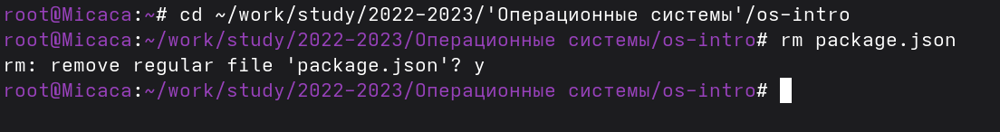 root@Micaca:~# cd ~/work/study/2022-2023/'Операционные системы'/os-intro
root@Micaca:~/work/study/2022-2023/Операционные системы/os-intro# rm package.json
rm: remove regular file 'package.json'? y
root@Micaca:~/work/study/2022-2023/Операционные системы/os-intro#